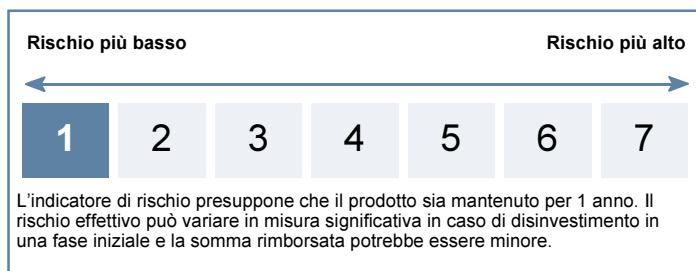 Rischio più basso Rischio più alto
1 2 3 4 5 6 7
L'indicatore di rischio presuppone che il prodotto sia mantenuto per 1 anno. Il
rischio effettivo può variare in misura significativa in caso di disinvestimento in
una fase iniziale e la somma rimborsata potrebbe essere minore.